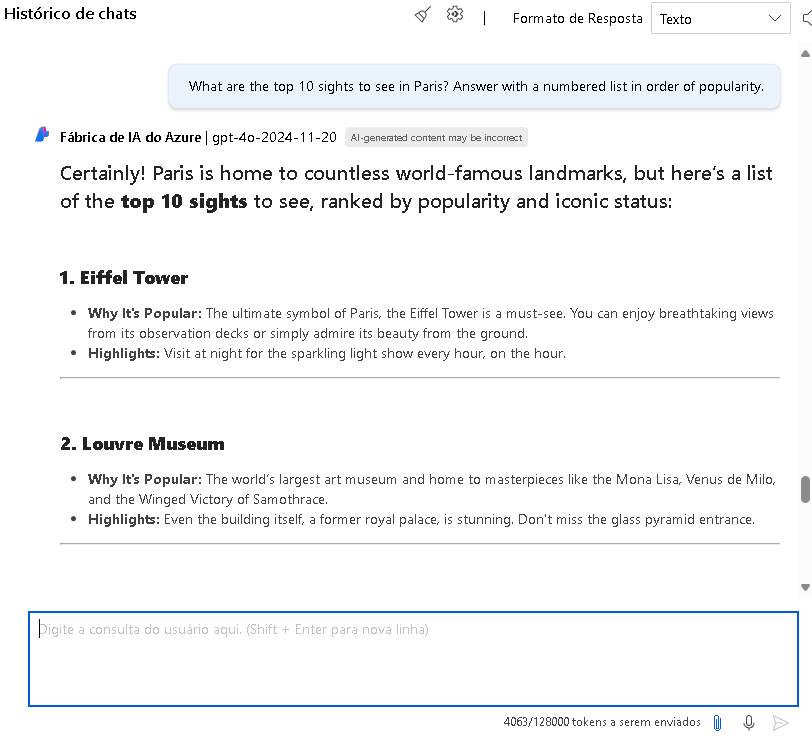 Histórico de chats
| Formato de Resposta Texto
What are the top 10 sights to see in Paris? Answer with a numbered list in order of popularity.
Fábrica de IA do Azure | gpt-4o-2024-11-20 AI-generated content may be incorrect
Certainly! Paris is home to countless world-famous landmarks, but here's a list
of the top 10 sights to see, ranked by popularity and iconic status:
1. Eiffel Tower
• Why It's Popular: The ultimate symbol of Paris, the Eiffel Tower is a must-see. You can enjoy breathtaking views
from its observation decks or simply admire its beauty from the ground.
• Highlights: Visit at night for the sparkling light show every hour, on the hour.
2. Louvre Museum
• Why It's Popular: The world's largest art museum and home to masterpieces like the Mona Lisa, Venus de Milo,
and the Winged Victory of Samothrace.
• Highlights: Even the building itself, a former royal palace, is stunning. Don't miss the glass pyramid entrance.
Digite a consulta do usuário aqui. (Shift + Enter para nova linha)
4063/128000 tokens a serem enviados